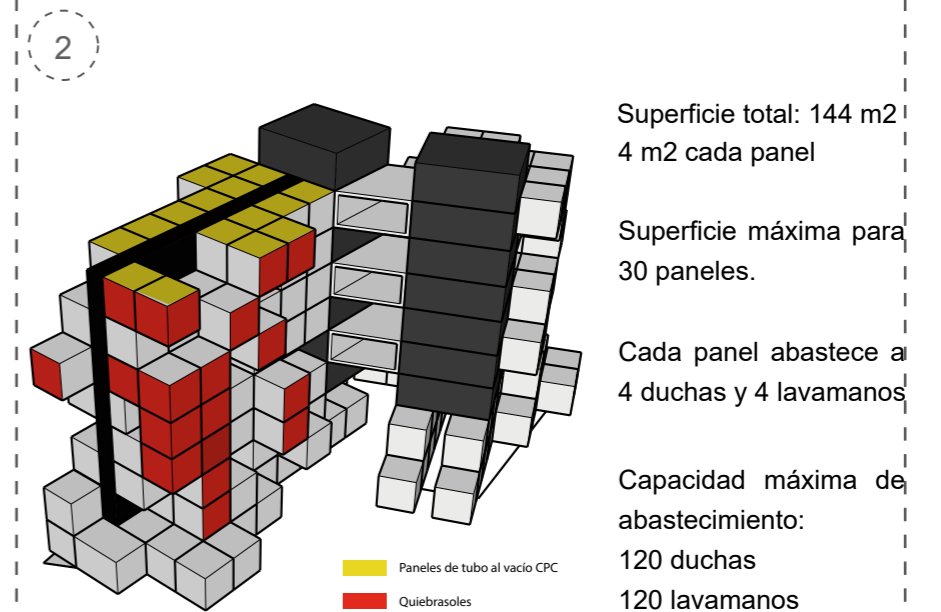 2
Superficie total: 144 m2
4 m2 cada panel
Superficie máxima para
30 paneles.
Cada panel abastece a
4 duchas y 4 lavamanos
Capacidad máxima de
abastecimiento:
120 duchas
120 lavamanos
Paneles de tubo al vacío CPC
Quiebrasoles